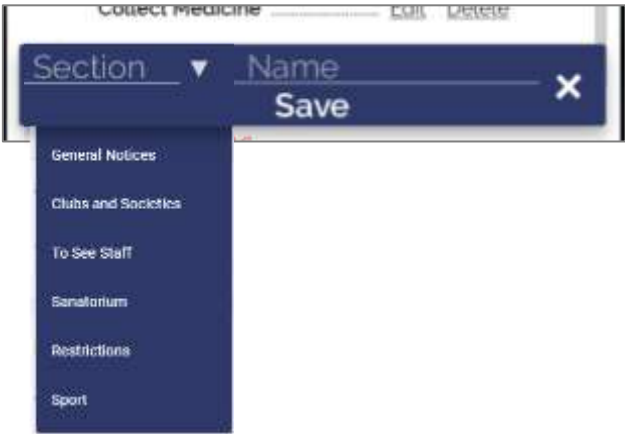 Collect Medicine .......................... Edit Delete
Section ▼ Name ✕
Save
General Notices
Clubs and Societies
To See Staff
Sanatorium
Restrictions
Sport